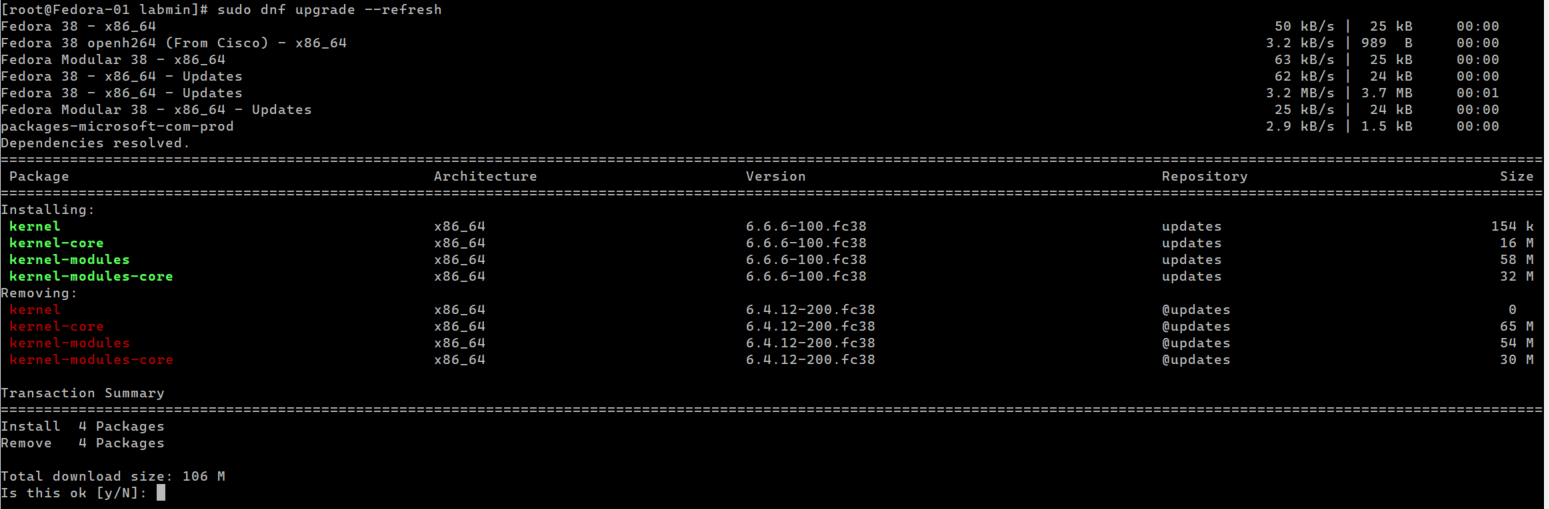 [root@Fedora-01 labmin]# sudo dnf upgrade --refresh
Fedora 38 - x86_64 50 kB/s | 25 kB 00:00
Fedora 38 openh264 (From Cisco) - x86_64 3.2 kB/s | 989 B 00:00
Fedora Modular 38 - x86_64 63 kB/s | 25 kB 00:00
Fedora 38 - x86_64 - Updates 62 kB/s | 24 kB 00:00
Fedora 38 - x86_64 - Updates 3.2 MB/s | 3.7 MB 00:01
Fedora Modular 38 - x86_64 - Updates 25 kB/s | 24 kB 00:00
packages-microsoft-com-prod 2.9 kB/s | 1.5 kB 00:00
Dependencies resolved.
Package Architecture Version Repository Size
Installing:
kernel x86_64 6.6.6-100.fc38 updates 154 k
kernel-core x86_64 6.6.6-100.fc38 updates 16 M
kernel-modules x86_64 6.6.6-100.fc38 updates 58 M
kernel-modules-core x86_64 6.6.6-100.fc38 updates 32 M
Removing:
kernel x86_64 6.4.12-200.fc38 @updates 0
kernel-core x86_64 6.4.12-200.fc38 @updates 65 M
kernel-modules x86_64 6.4.12-200.fc38 @updates 54 M
kernel-modules-core x86_64 6.4.12-200.fc38 @updates 30 M
Transaction Summary
Install 4 Packages
Remove 4 Packages
Total download size: 106 M
Is this ok [y/N]: